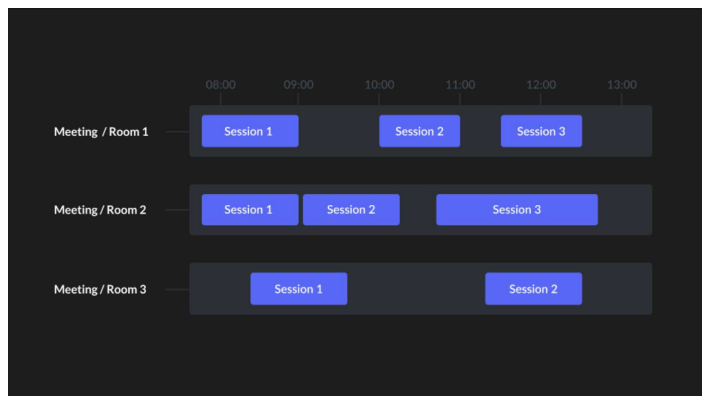 08:00 09:00 10:00 11:00 12:00 13:00
Meeting / Room 1 Session 1 Session 2 Session 3
Meeting / Room 2 Session 1 Session 2 Session 3
Meeting / Room 3 Session 1 Session 2